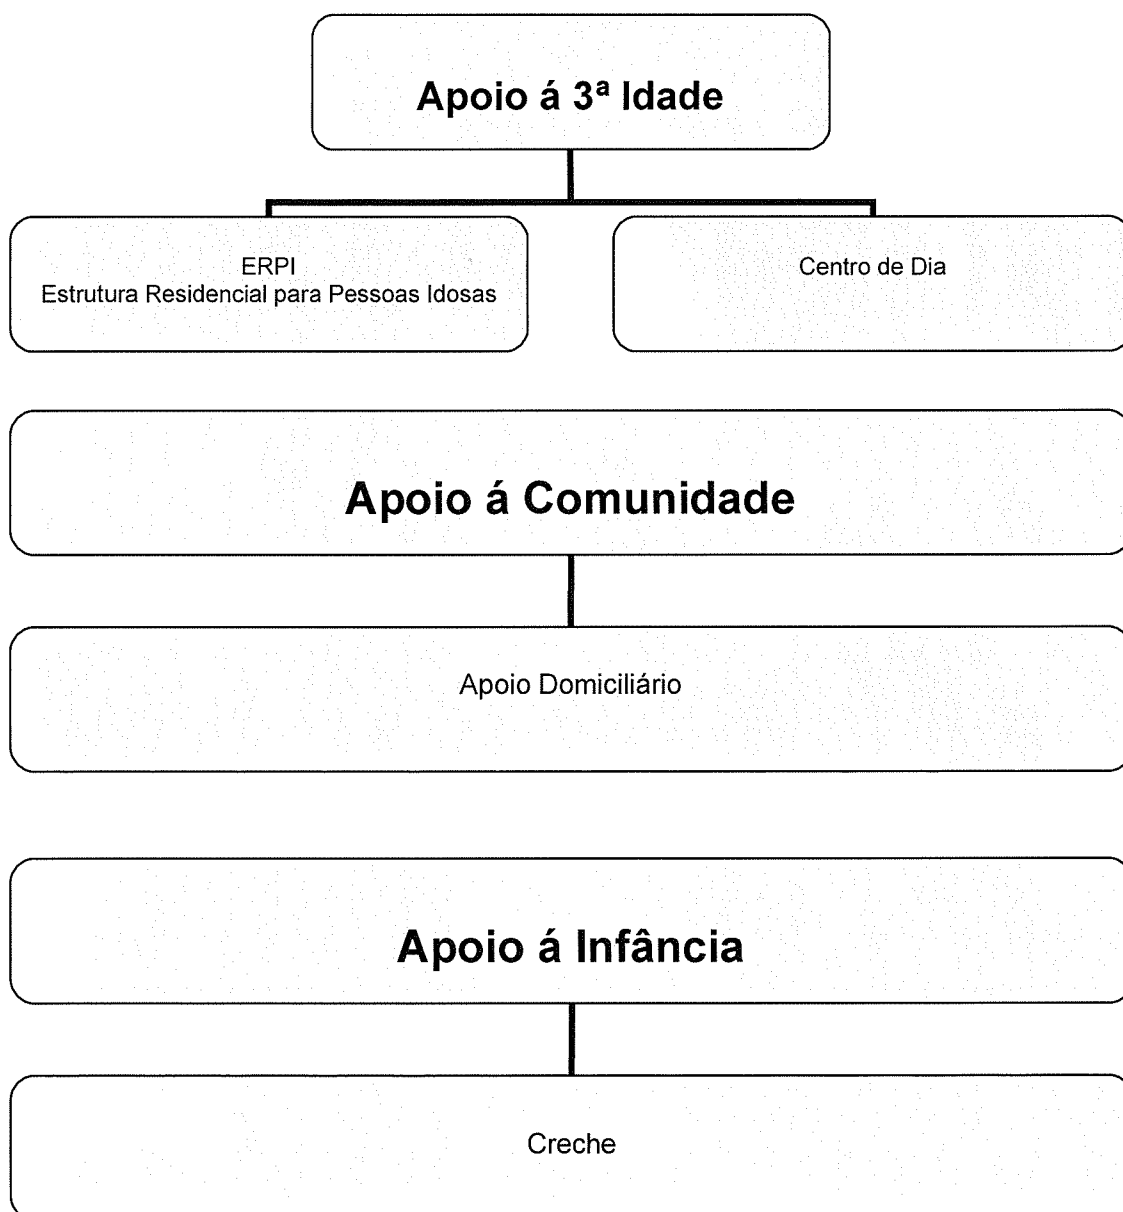 Apoio á 3ª Idade
ERPI
Estrutura Residencial para Pessoas Idosas
Centro de Dia
Apoio á Comunidade
Apoio Domiciliário
Apoio á Infância
Creche